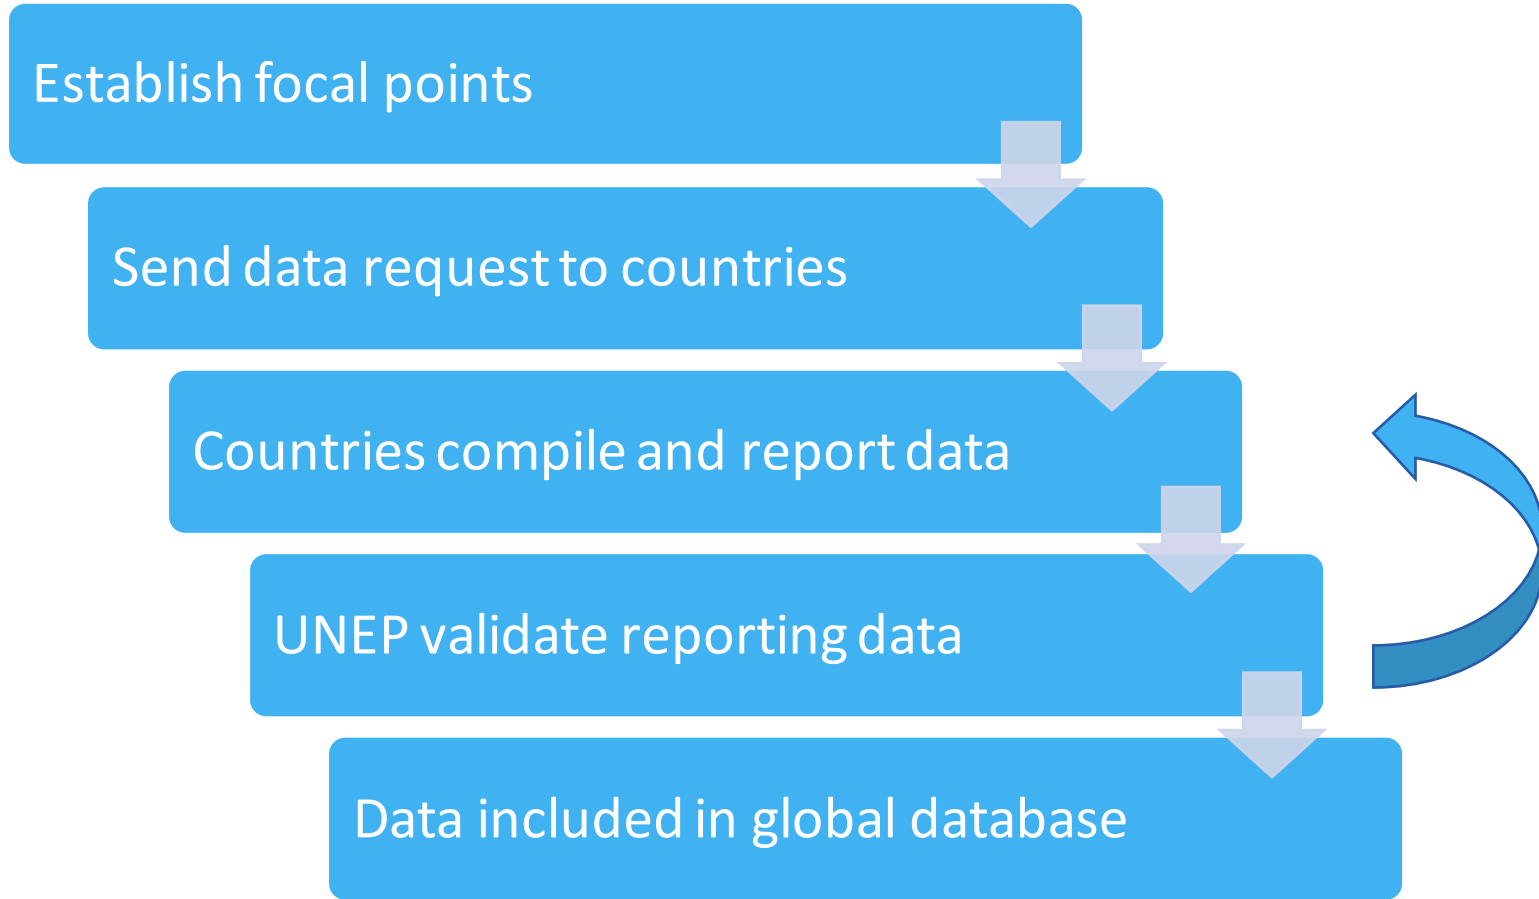 Establish focal points
Send data request to countries
Countries compile and report data
UNEP validate reporting data
Data included in global database